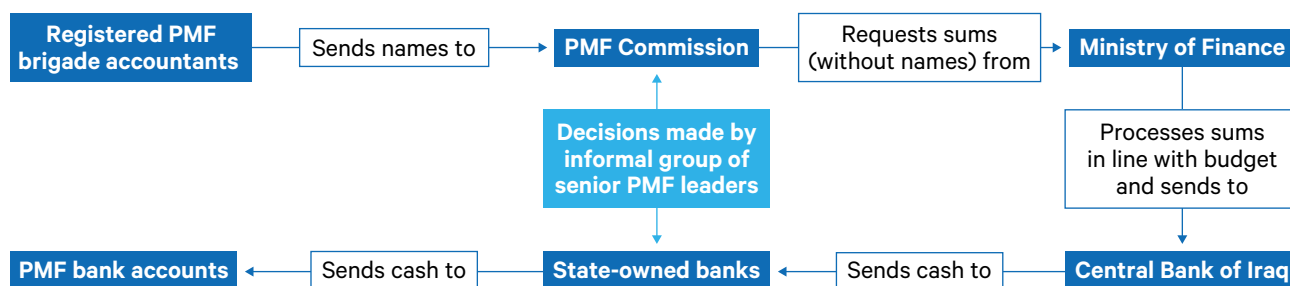 Registered PMF
brigade accountants
Sends names to
PMF Commission
Requests sums
(without names) from
Ministry of Finance
Decisions made by
informal group of
senior PMF leaders
Processes sums
in line with budget
and sends to
PMF bank accounts
Sends cash to
State-owned banks
Sends cash to
Central Bank of Iraq